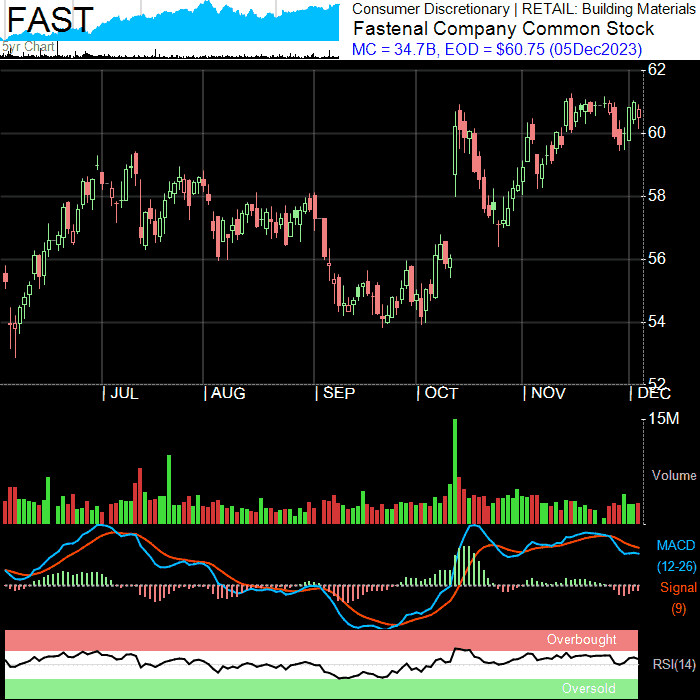 FAST
5yr Chart
Consumer Discretionary | RETAIL: Building Materials
Fastenal Company Common Stock
MC = 34.7B, EOD = $60.75 (05Dec2023)
62
60
58
56
54
52
JUL AUG SEP OCT NOV DEC
15M
Volume
MACD
(12-26)
Signal
(9)
Overbought
RSI(14)
Oversold